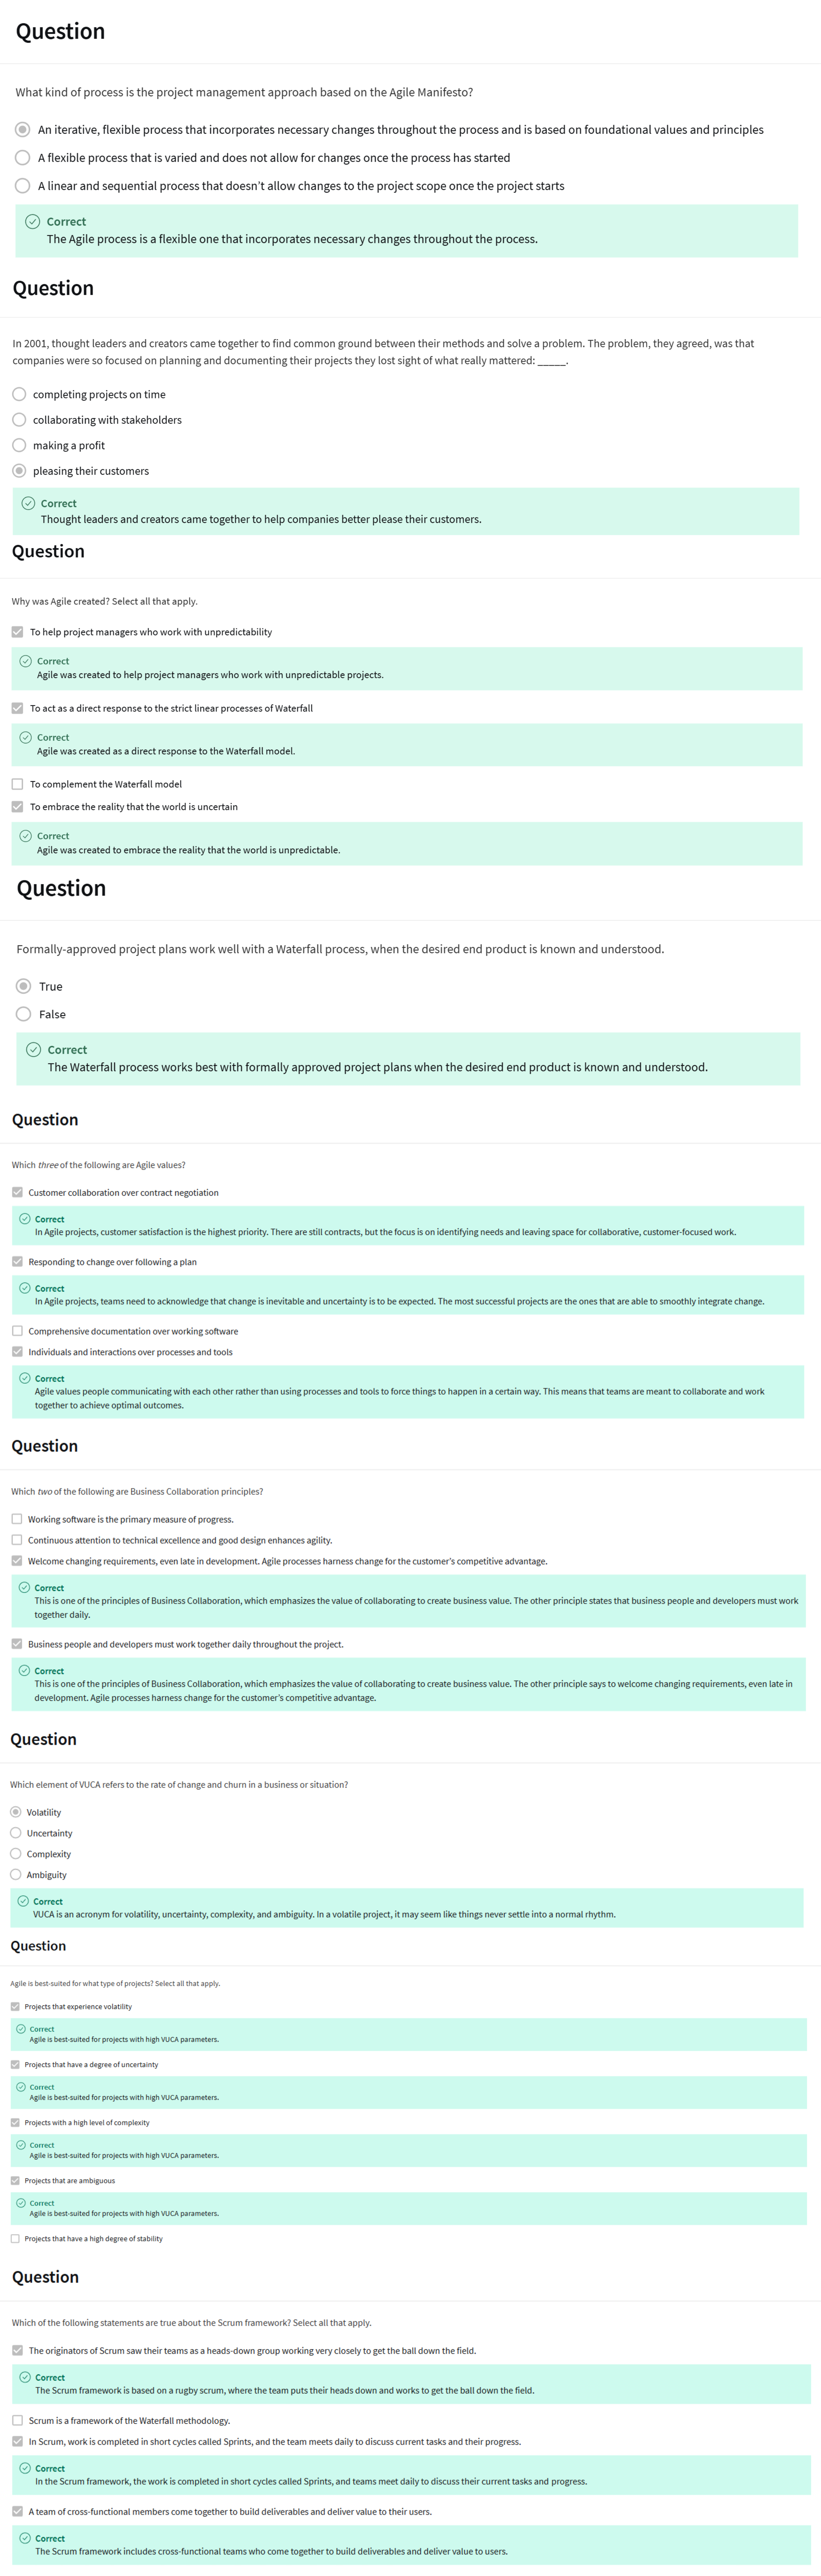 Question
What kind of process is the project management approach based on the Agile Manifesto?
An iterative, flexible process that incorporates necessary changes throughout the process and is based on foundational values and principles
A flexible process that is varied and does not allow for changes once the process has started
A linear and sequential process that doesn't allow changes to the project scope once the project starts
Correct
The Agile process is a flexible one that incorporates necessary changes throughout the process.
Question
In 2001, thought leaders and creators came together to find common ground between their methods and solve a problem. The problem, they agreed, was that
companies were so focused on planning and documenting their projects they lost sight of what really mattered: _____.
completing projects on time
collaborating with stakeholders
making a profit
pleasing their customers
Correct
Thought leaders and creators came together to help companies better please their customers.
Question
Why was Agile created? Select all that apply.
To help project managers who work with unpredictability
Correct
Agile was created to help project managers who work with unpredictable projects.
To act as a direct response to the strict linear processes of Waterfall
Correct
Agile was created as a direct response to the Waterfall model.
To complement the Waterfall model
To embrace the reality that the world is uncertain
Correct
Agile was created to embrace the reality that the world is unpredictable.
Question
Formally-approved project plans work well with a Waterfall process, when the desired end product is known and understood.
True
False
Correct
The Waterfall process works best with formally approved project plans when the desired end product is known and understood.
Question
Which three of the following are Agile values?
Customer collaboration over contract negotiation
Correct
In Agile projects, customer satisfaction is the highest priority. There are still contracts, but the focus is on identifying needs and leaving space for collaborative, customer-focused work.
Responding to change over following a plan
Correct
In Agile projects, teams need to acknowledge that change is inevitable and uncertainty is to be expected. The most successful projects are the ones that are able to smoothly integrate change.
Comprehensive documentation over working software
Individuals and interactions over processes and tools
Correct
Agile values people communicating with each other rather than using processes and tools to force things to happen in a certain way. This means that teams are meant to collaborate and work
together to achieve optimal outcomes.
Question
Which two of the following are Business Collaboration principles?
Working software is the primary measure of progress.
Continuous attention to technical excellence and good design enhances agility.
Welcome changing requirements, even late in development. Agile processes harness change for the customer's competitive advantage.
Correct
This is one of the principles of Business Collaboration, which emphasizes the value of collaborating to create business value. The other principle states that business people and developers must work
together daily.
Business people and developers must work together daily throughout the project.
Correct
This is one of the principles of Business Collaboration, which emphasizes the value of collaborating to create business value. The other principle says to welcome changing requirements, even late in
development. Agile processes harness change for the customer's competitive advantage.
Question
Which element of VUCA refers to the rate of change and churn in a business or situation?
Volatility
Uncertainty
Complexity
Ambiguity
Correct
VUCA is an acronym for volatility, uncertainty, complexity, and ambiguity. In a volatile project, it may seem like things never settle into a normal rhythm.
Question
Agile is best-suited for what type of projects? Select all that apply.
Projects that experience volatility
Correct
Agile is best-suited for projects with high VUCA parameters.
Projects that have a degree of uncertainty
Correct
Agile is best-suited for projects with high VUCA parameters.
Projects with a high level of complexity
Correct
Agile is best-suited for projects with high VUCA parameters.
Projects that are ambiguous
Correct
Agile is best-suited for projects with high VUCA parameters.
Projects that have a high degree of stability
Question
Which of the following statements are true about the Scrum framework? Select all that apply.
The originators of Scrum saw their teams as a heads-down group working very closely to get the ball down the field.
Correct
The Scrum framework is based on a rugby scrum, where the team puts their heads down and works to get the ball down the field.
Scrum is a framework of the Waterfall methodology.
In Scrum, work is completed in short cycles called Sprints, and the team meets daily to discuss current tasks and their progress.
Correct
In the Scrum framework, the work is completed in short cycles called Sprints, and teams meet daily to discuss their current tasks and progress.
A team of cross-functional members come together to build deliverables and deliver value to their users.
Correct
The Scrum framework includes cross-functional teams who come together to build deliverables and deliver value to users.